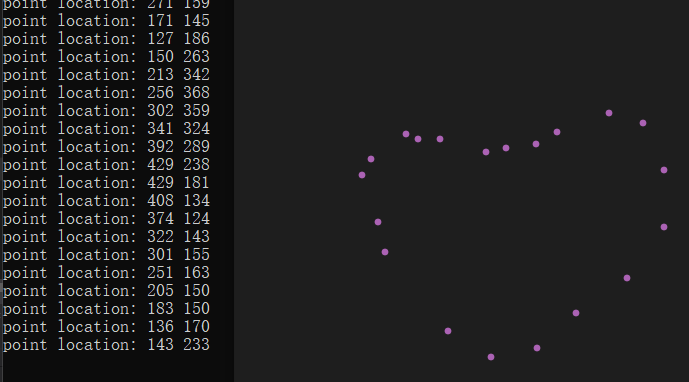 point location: 271 159
point location: 171 145
point location: 127 186
point location: 150 263
point location: 213 342
point location: 256 368
point location: 302 359
point location: 341 324
point location: 392 289
point location: 429 238
point location: 429 181
point location: 408 134
point location: 374 124
point location: 322 143
point location: 301 155
point location: 251 163
point location: 205 150
point location: 183 150
point location: 136 170
point location: 143 233